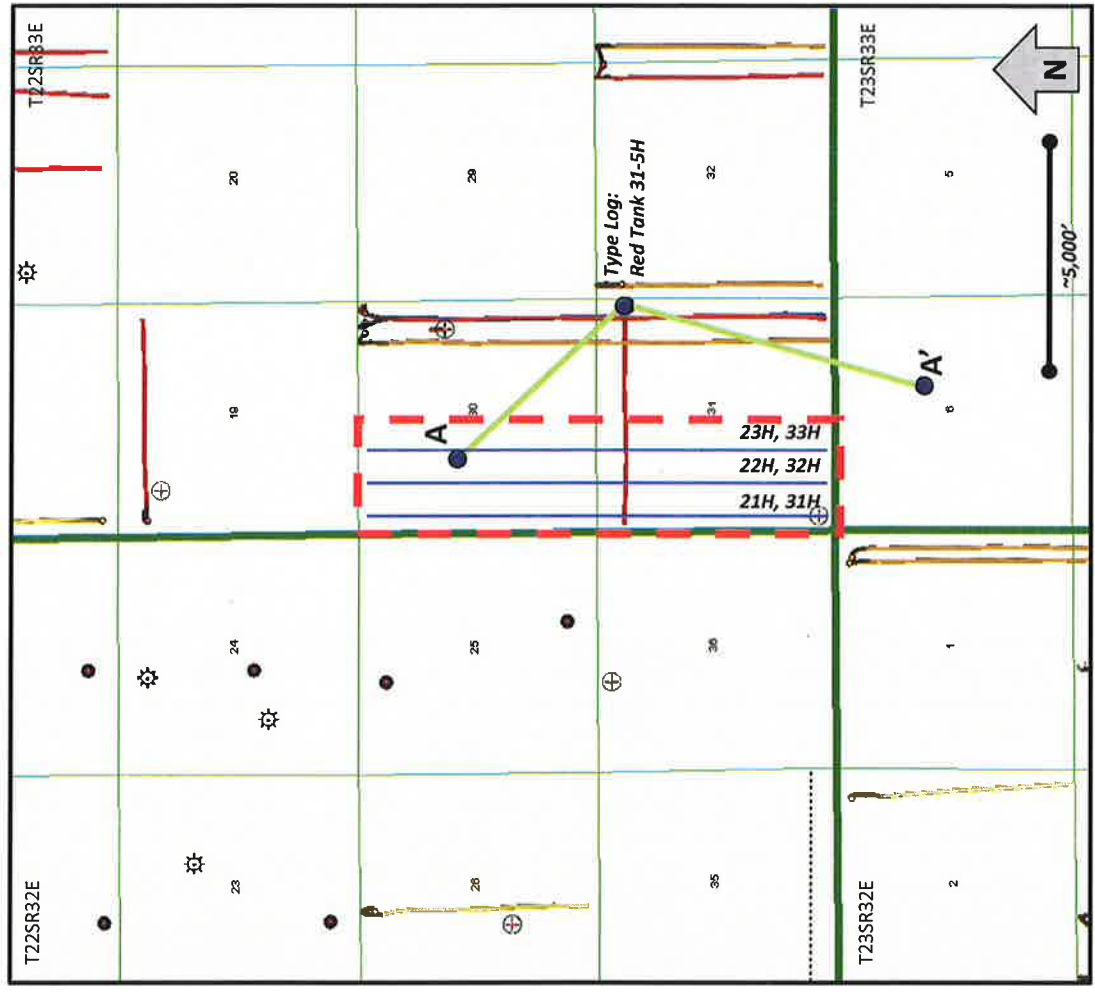 T22SR32E
T22SR33E
23
24
19
20
26
25
30
29
A
Type Log:
Red Tank 31-5H
35
36
31
32
23H, 33H
22H, 32H
21H, 31H
T23SR32E
T23SR33E
2
1
6
5
A'
~5,000'
N